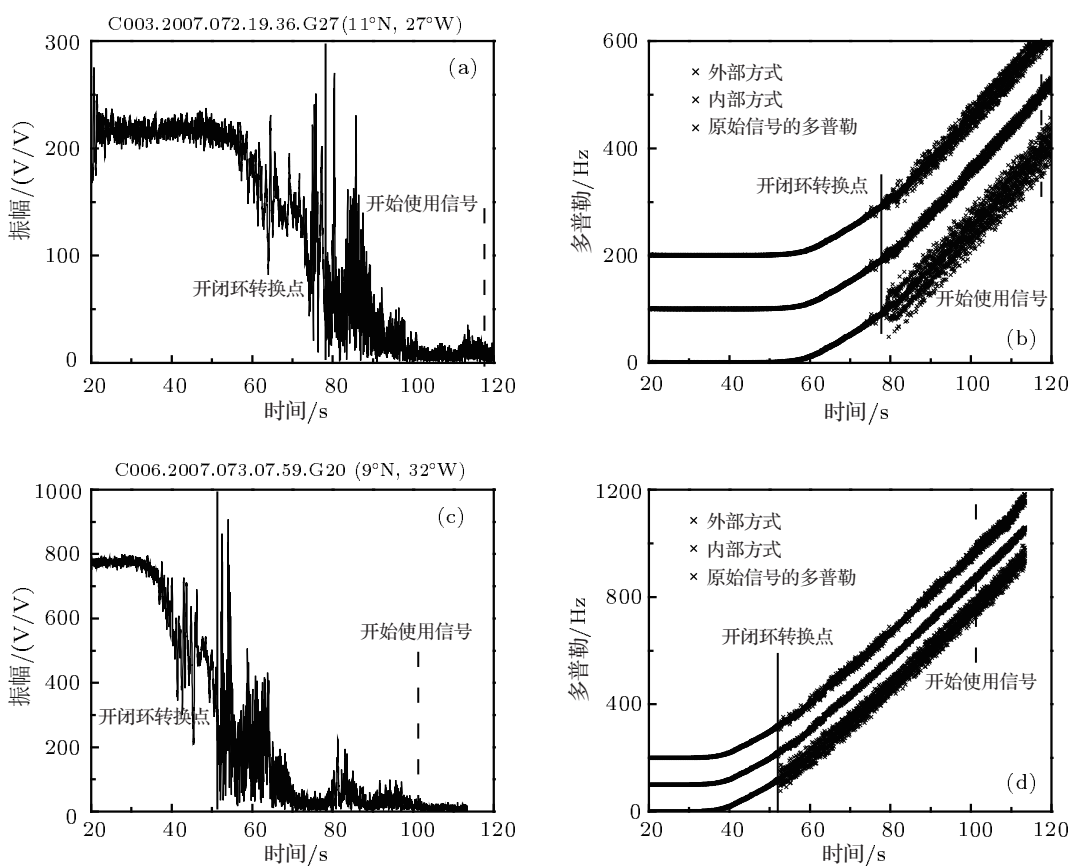 C003.2007.072.19.36.G27(11°N, 27°W)
300
200
100
0
振幅/(V/V)
(a)
开始使用信号
开闭环转换点
20 40 60 80 100 120
时间/s
600
400
200
0
多普勒/Hz
× 外部方式
× 内部方式
× 原始信号的多普勒
开闭环转换点
开始使用信号
(b)
20 40 60 80 100 120
时间/s
C006.2007.073.07.59.G20 (9°N, 32°W)
1000
800
600
400
200
0
振幅/(V/V)
(c)
开始使用信号
开闭环转换点
20 40 60 80 100 120
时间/s
1200
800
400
0
多普勒/Hz
× 外部方式
× 内部方式
× 原始信号的多普勒
开闭环转换点
开始使用信号
(d)
20 40 60 80 100 120
时间/s